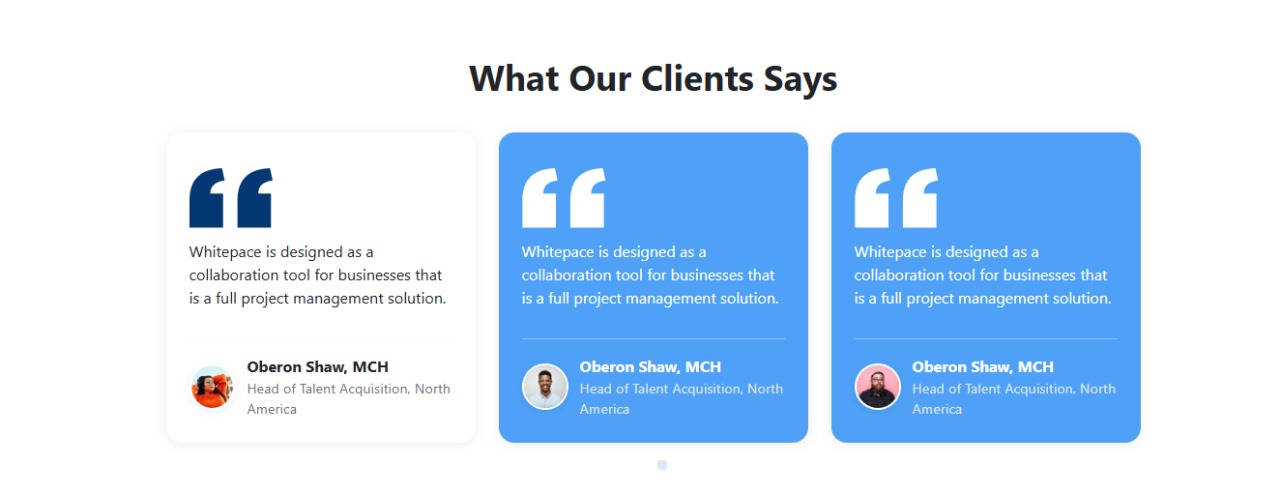 What Our Clients Says
Whitepace is designed as a
collaboration tool for businesses that
is a full project management solution.
Oberon Shaw, MCH
Head of Talent Acquisition, North
America
Whitepace is designed as a
collaboration tool for businesses that
is a full project management solution.
Oberon Shaw, MCH
Head of Talent Acquisition, North
America
Whitepace is designed as a
collaboration tool for businesses that
is a full project management solution.
Oberon Shaw, MCH
Head of Talent Acquisition, North
America